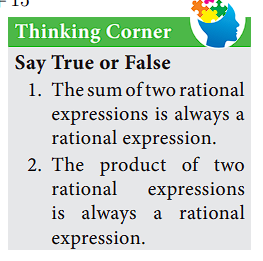 - 15
Thinking Corner
Say True or False
1. The sum of two rational
expressions is always a
rational expression.
2. The product of two
rational expressions
is always a rational
expression.